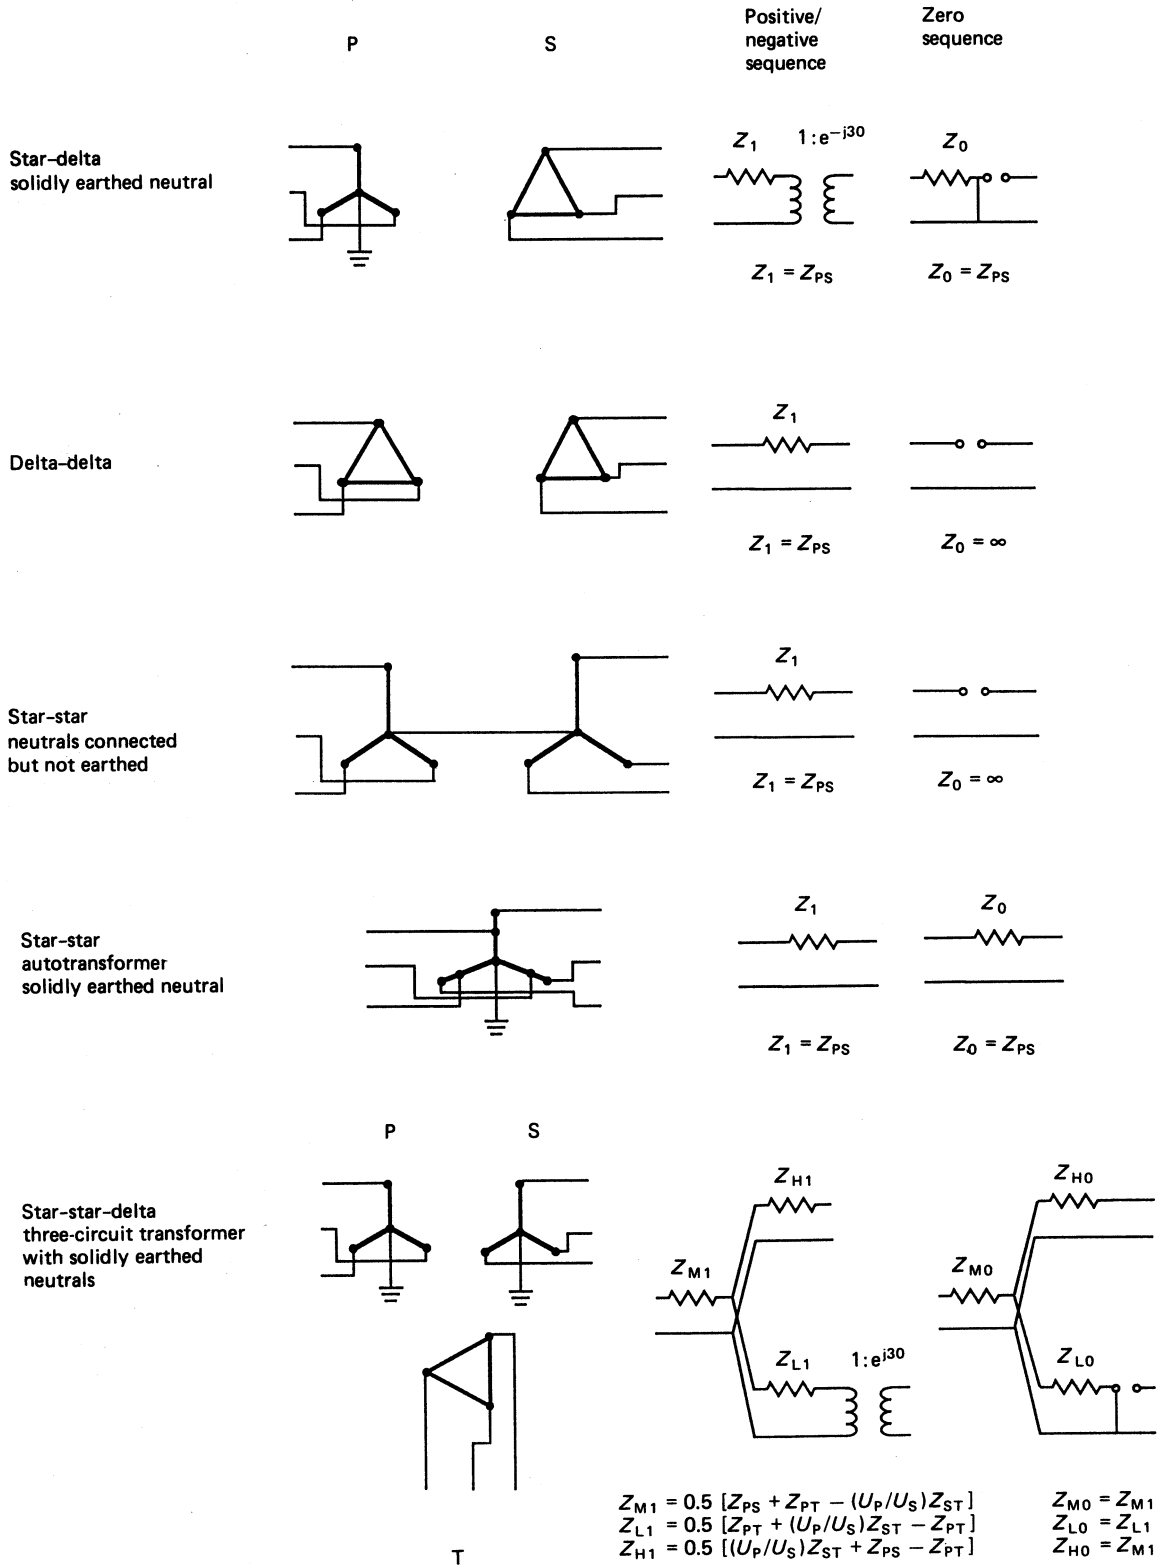 P
S
Positive/
negative
sequence
Zero
sequence
Star–delta
solidly earthed neutral
Z1
1:e−j30
Z0
Z1 = ZPS
Z0 = ZPS
Delta–delta
Z1
Z1 = ZPS
Z0 = ∞
Star–star
neutrals connected
but not earthed
Z1
Z1 = ZPS
Z0 = ∞
Star–star
autotransformer
solidly earthed neutral
Z1
Z0
Z1 = ZPS
Z0 = ZPS
P
S
Star-star-delta
three-circuit transformer
with solidly earthed
neutrals
ZH1
ZH0
ZM1
ZM0
ZL1
1:ej30
ZL0
T
ZM1 = 0.5 [ZPS + ZPT − (UP/US)ZST]
ZM0 = ZM1
ZL1 = 0.5 [ZPT + (UP/US)ZST − ZPT]
ZL0 = ZL1
ZH1 = 0.5 [(UP/US)ZST + ZPS − ZPT]
ZH0 = ZM1